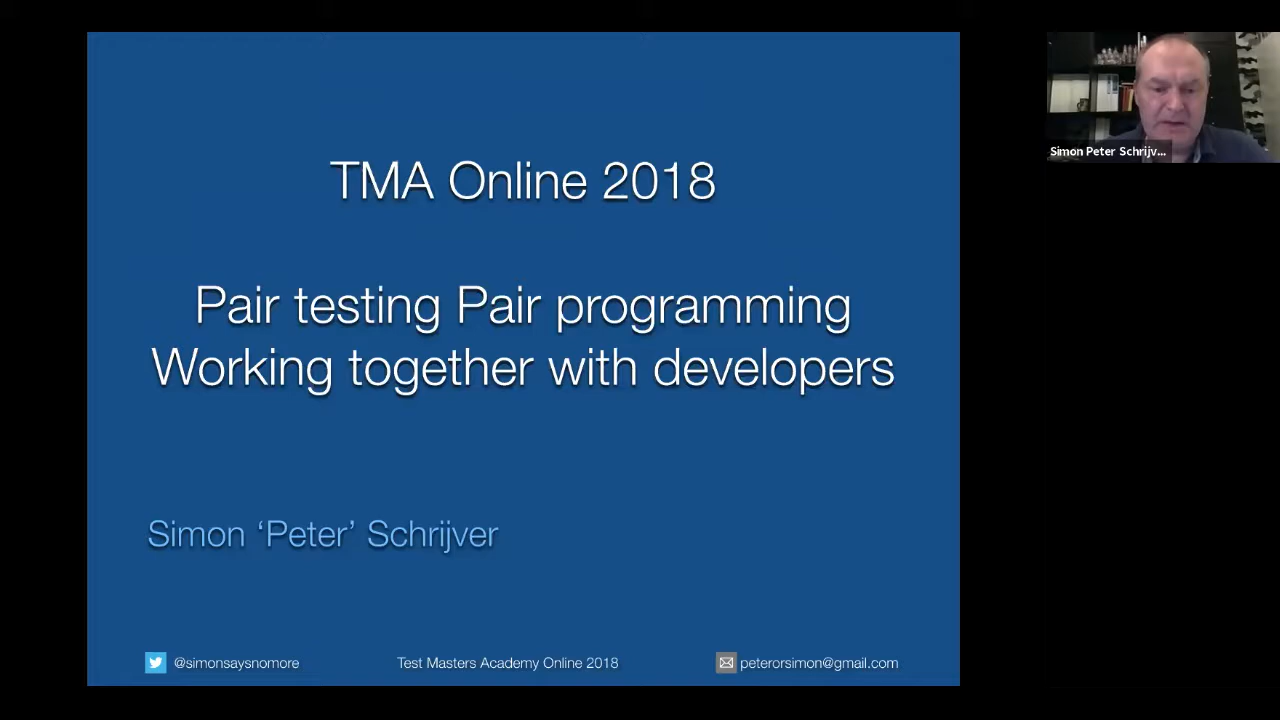 TMA Online 2018
Pair testing Pair programming
Working together with developers
Simon ‘Peter’ Schrijver
@simonsaysnomore
Test Masters Academy Online 2018
peterorsimon@gmail.com
Simon Peter Schrijv...